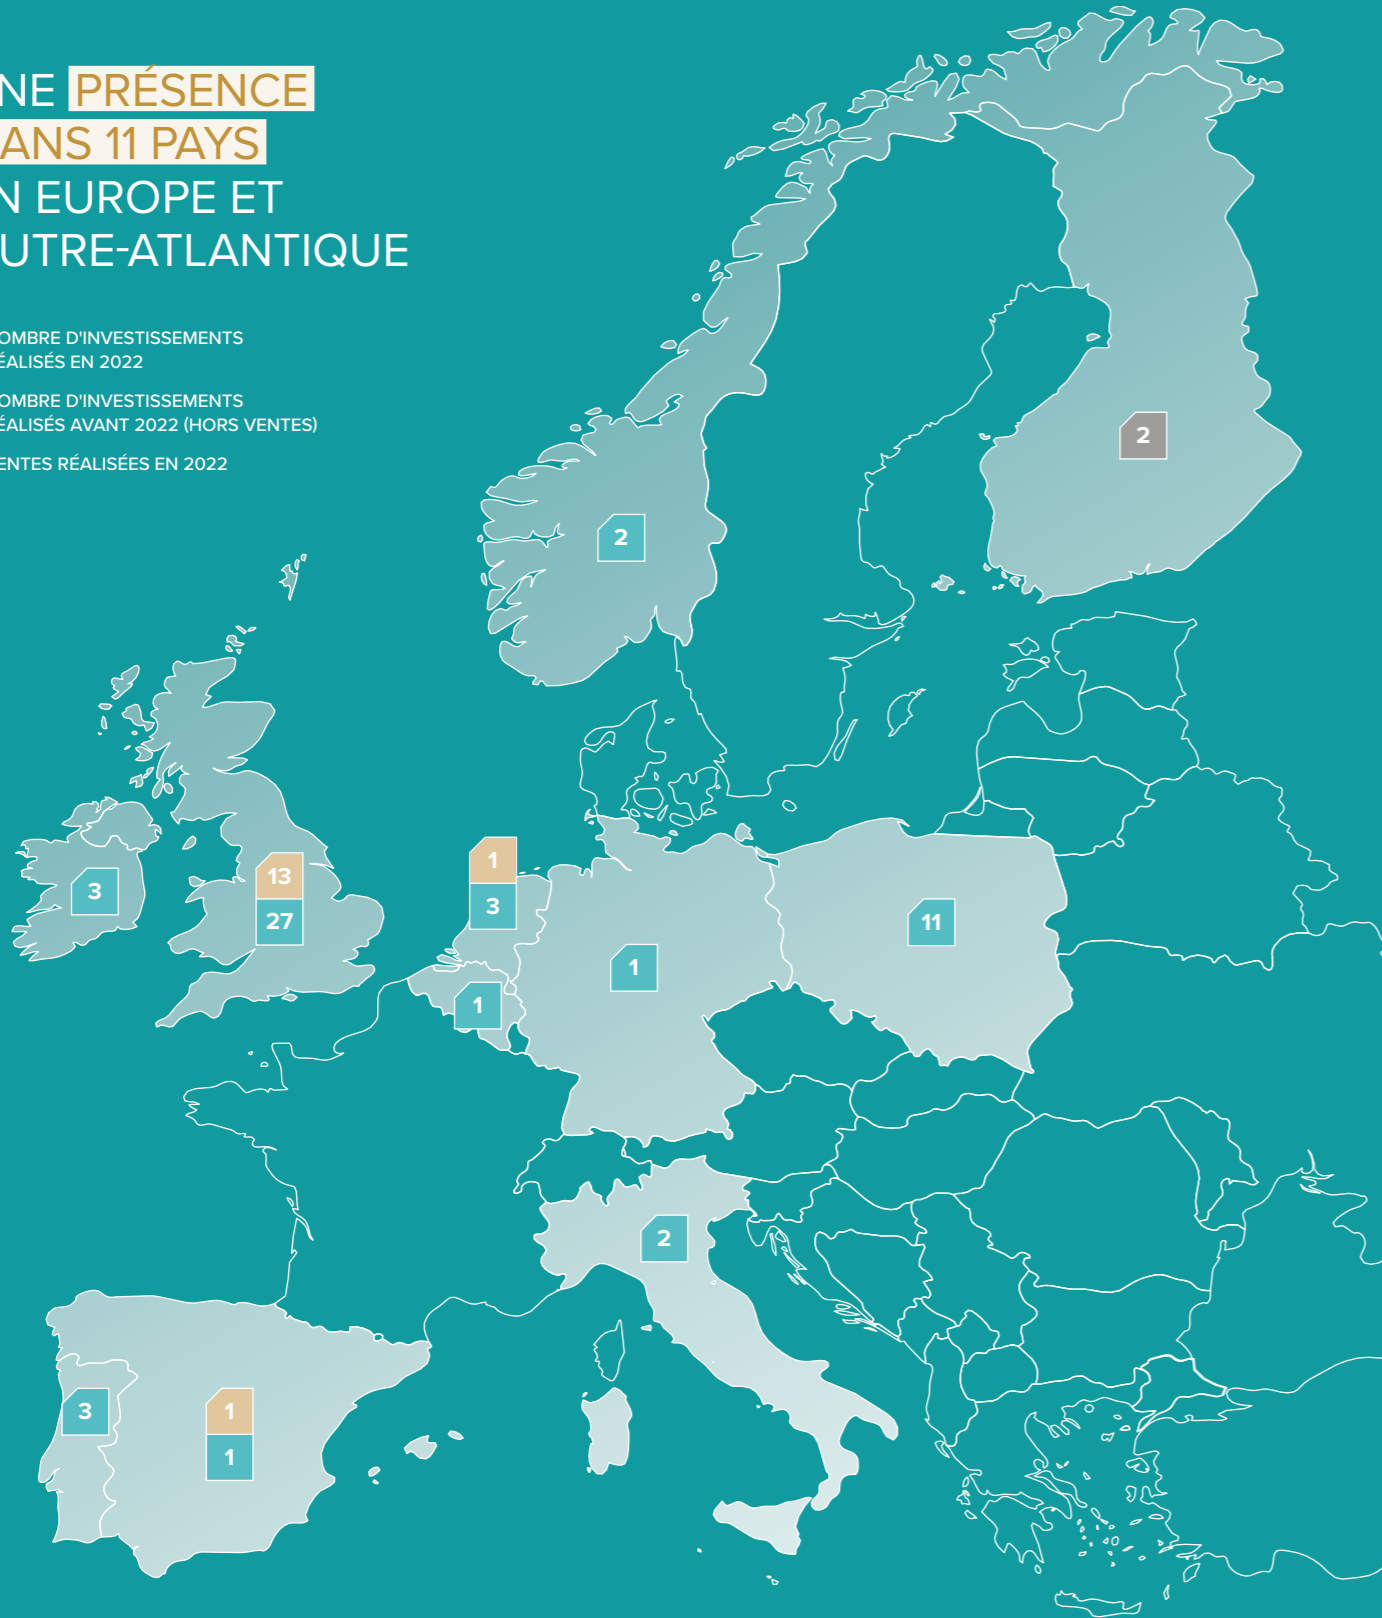 NE PRÉSENCE
ANS 11 PAYS
N EUROPE ET
UTRE-ATLANTIQUE
OMBRE D'INVESTISSEMENTS
ÉALISÉS EN 2022
OMBRE D'INVESTISSEMENTS
ÉALISÉS AVANT 2022 (HORS VENTES)
ENTES RÉALISÉES EN 2022
2
2
3
13
27
1
3
1
1
11
2
3
1
1